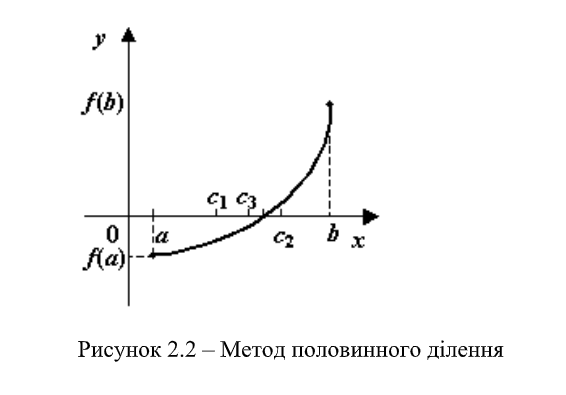 y
f(b)
c1 c3
0 a c2 b x
f(a)
Рисунок 2.2 – Метод половинного ділення